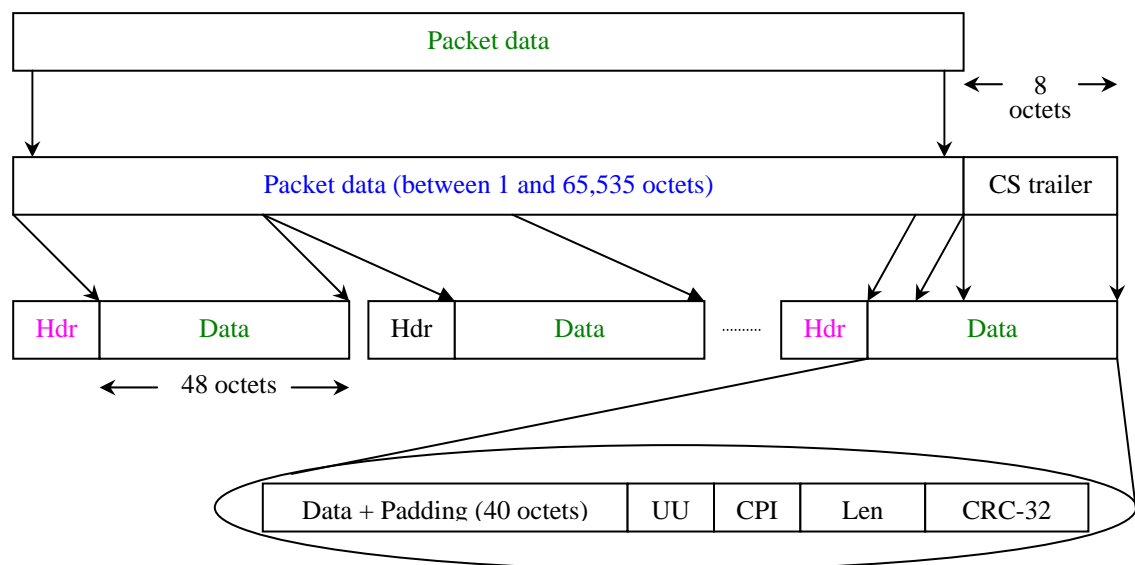 Packet data
8
octets
Packet data (between 1 and 65,535 octets)
CS trailer
Hdr
Data
Hdr
Data
..........
Hdr
Data
48 octets
Data + Padding (40 octets)
UU
CPI
Len
CRC-32